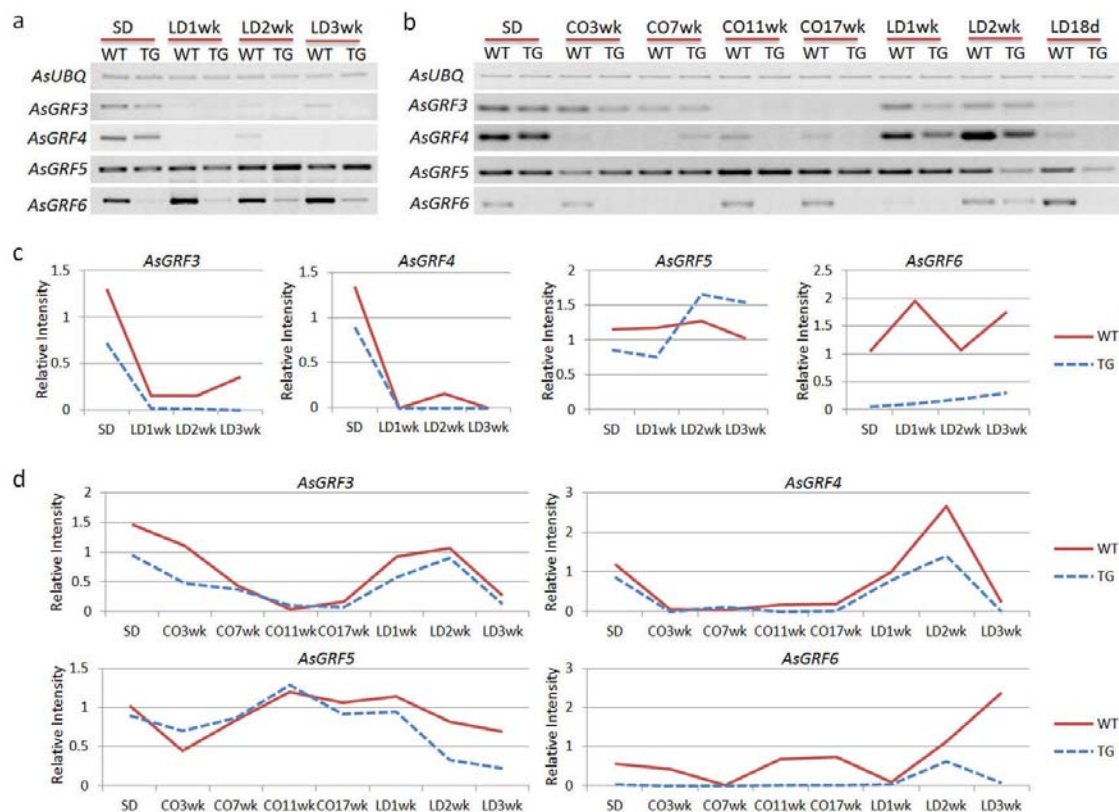 a
SD LD1wk LD2wk LD3wk
WT TG WT TG WT TG WT TG
AsUBQ
AsGRF3
AsGRF4
AsGRF5
AsGRF6
b
SD CO3wk CO7wk CO11wk CO17wk LD1wk LD2wk LD18d
WT TG WT TG WT TG WT TG WT TG WT TG WT TG WT TG
AsUBQ
AsGRF3
AsGRF4
AsGRF5
AsGRF6
c
AsGRF3
Relative Intensity
1.5
1
0.5
0
SD LD1wk LD2wk LD3wk
AsGRF4
Relative Intensity
1.5
1
0.5
0
SD LD1wk LD2wk LD3wk
AsGRF5
Relative Intensity
2
1.5
1
0.5
0
SD LD1wk LD2wk LD3wk
AsGRF6
Relative Intensity
2.5
2
1.5
1
0.5
0
SD LD1wk LD2wk LD3wk
WT
TG
d
AsGRF3
Relative Intensity
2
1.5
1
0.5
0
SD CO3wk CO7wk CO11wk CO17wk LD1wk LD2wk LD3wk
AsGRF4
Relative Intensity
3
2
1
0
SD CO3wk CO7wk CO11wk CO17wk LD1wk LD2wk LD3wk
WT
TG
AsGRF5
Relative Intensity
1.5
1
0.5
0
SD CO3wk CO7wk CO11wk CO17wk LD1wk LD2wk LD3wk
AsGRF6
Relative Intensity
3
2
1
0
SD CO3wk CO7wk CO11wk CO17wk LD1wk LD2wk LD3wk
WT
TG